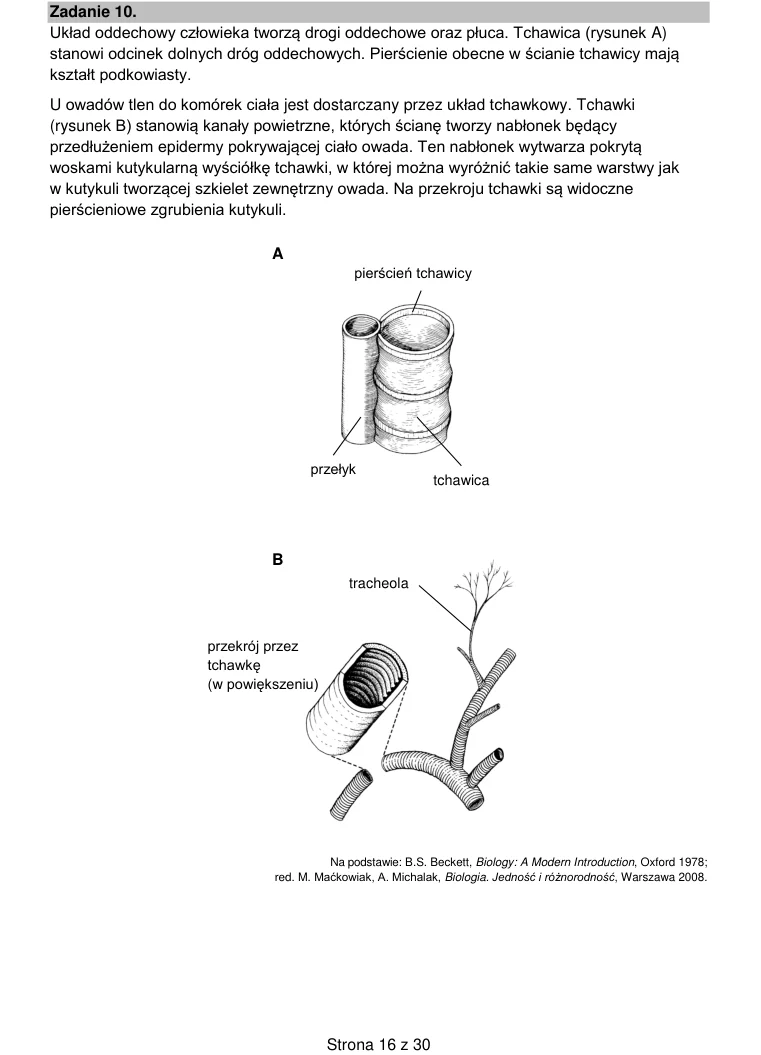 Zadanie 10.
Układ oddechowy człowieka tworzą drogi oddechowe oraz płuca. Tchawica (rysunek A)
stanowi odcinek dolnych dróg oddechowych. Pierścienie obecne w ścianie tchawicy mają
kształt podkowiasty.
U owadów tlen do komórek ciała jest dostarczany przez układ tchawkowy. Tchawki
(rysunek B) stanowią kanały powietrzne, których ścianę tworzy nabłonek będący
przedłużeniem epidermy pokrywającej ciało owada. Ten nabłonek wytwarza pokrytą
woskami kutykularną wyściółkę tchawki, w której można wyróżnić takie same warstwy jak
w kutykuli tworzącej szkielet zewnętrzny owada. Na przekroju tchawki są widoczne
pierścieniowe zgrubienia kutykuli.
A
pierścień tchawicy
przełyk
tchawica
B
tracheola
przekrój przez
tchawkę
(w powiększeniu)
Na podstawie: B.S. Beckett, Biology: A Modern Introduction, Oxford 1978;
red. M. Maćkowiak, A. Michalak, Biologia. Jedność i różnorodność, Warszawa 2008.
Strona 16 z 30